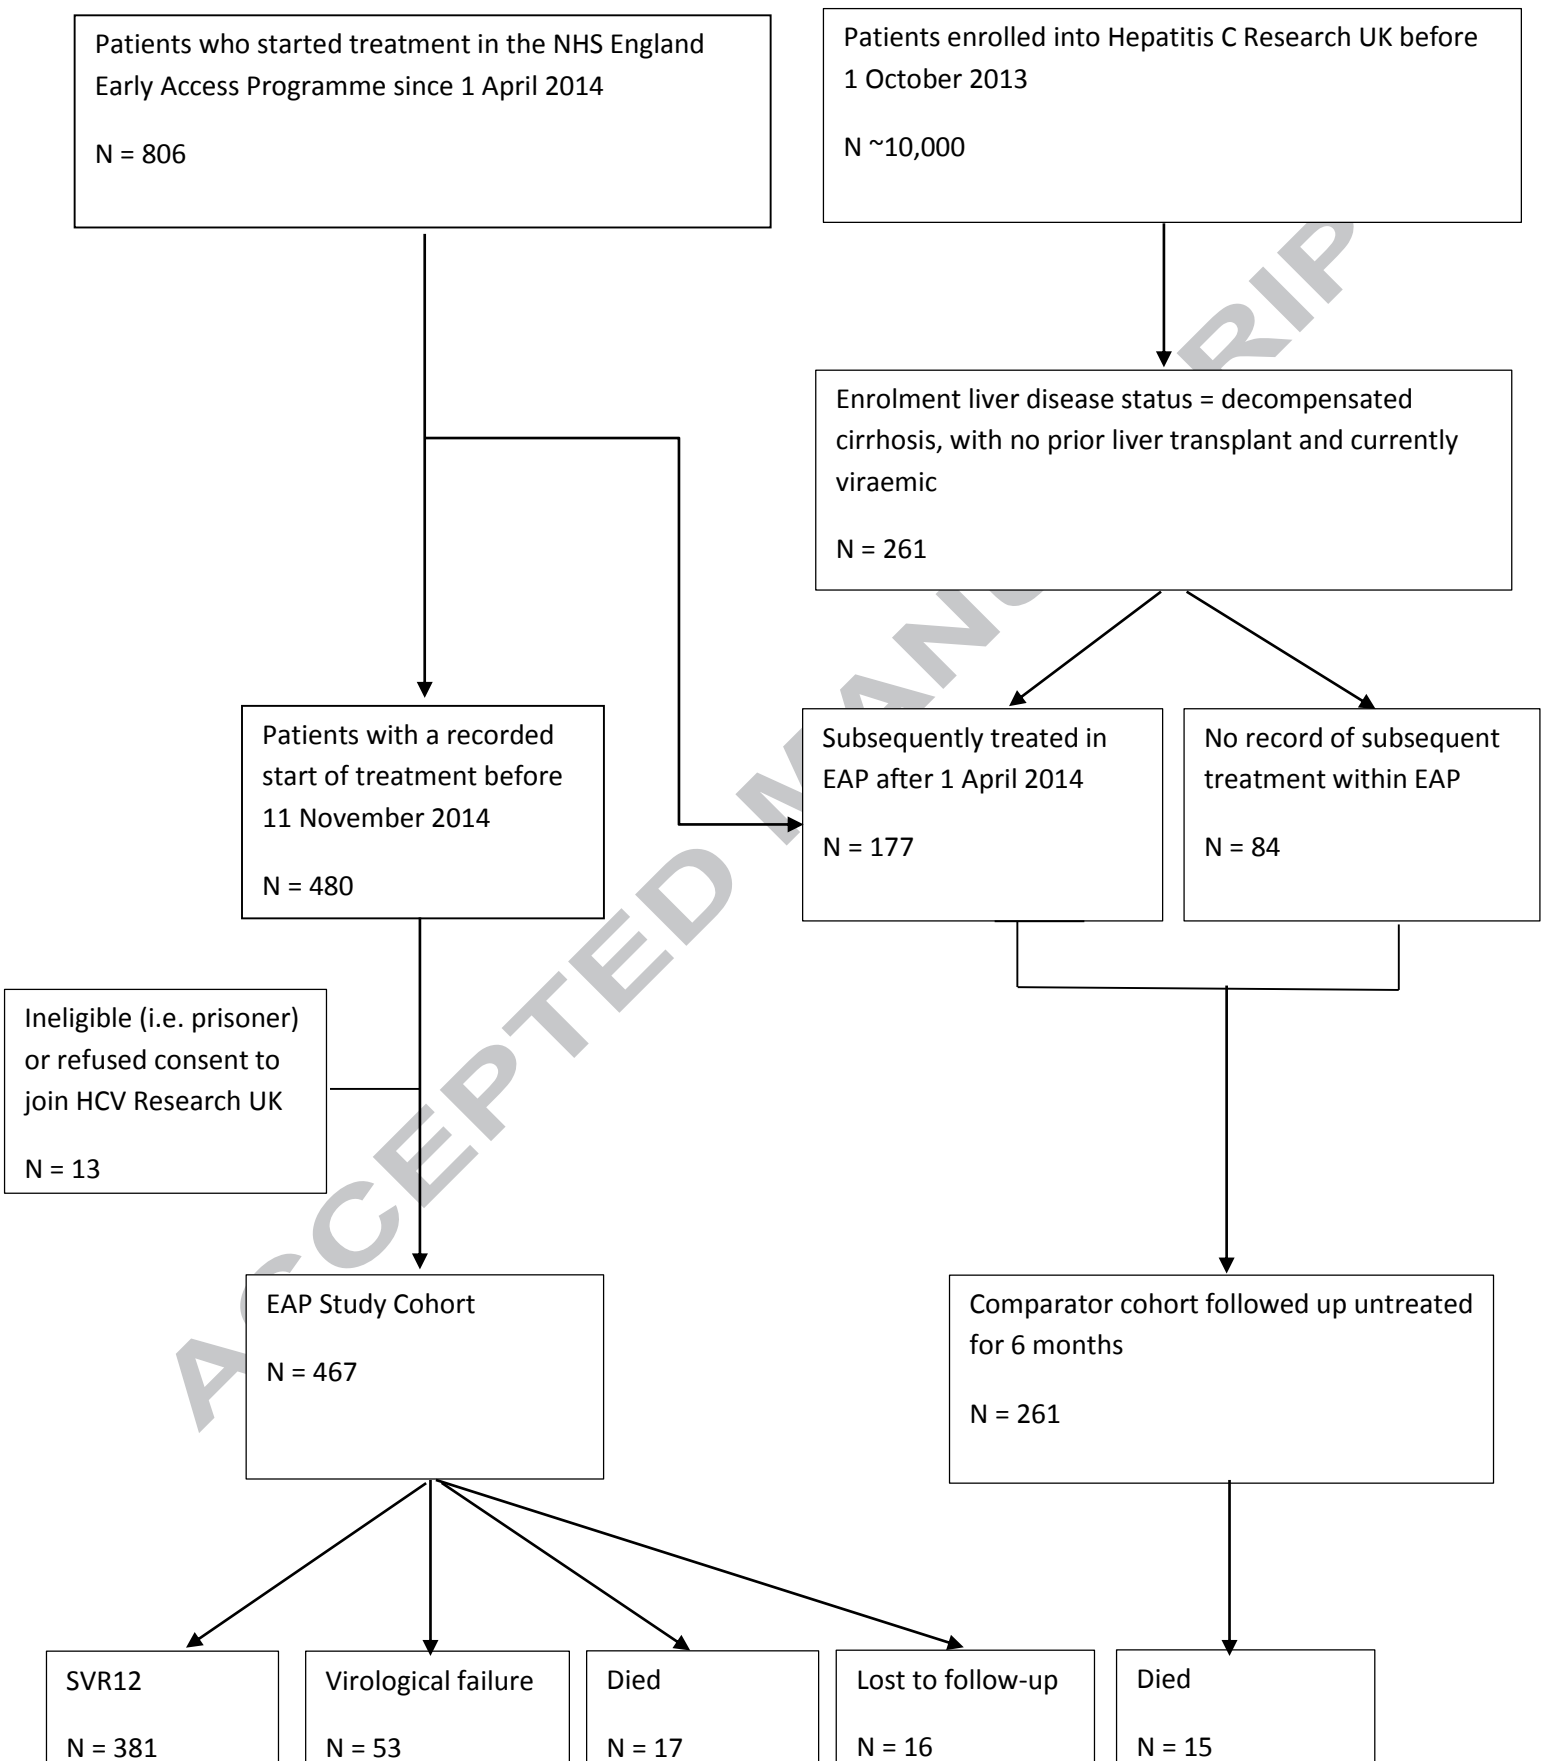 Patients who started treatment in the NHS England
Early Access Programme since 1 April 2014
N = 806
Patients enrolled into Hepatitis C Research UK before
1 October 2013
N ~10,000
Enrolment liver disease status = decompensated
cirrhosis, with no prior liver transplant and currently
viraemic
N = 261
Patients with a recorded
start of treatment before
11 November 2014
N = 480
Subsequently treated in
EAP after 1 April 2014
N = 177
No record of subsequent
treatment within EAP
N = 84
Ineligible (i.e. prisoner)
or refused consent to
join HCV Research UK
N = 13
EAP Study Cohort
N = 467
Comparator cohort followed up untreated
for 6 months
N = 261
SVR12
N = 381
Virological failure
N = 53
Died
N = 17
Lost to follow-up
N = 16
Died
N = 15
ACCEPTED